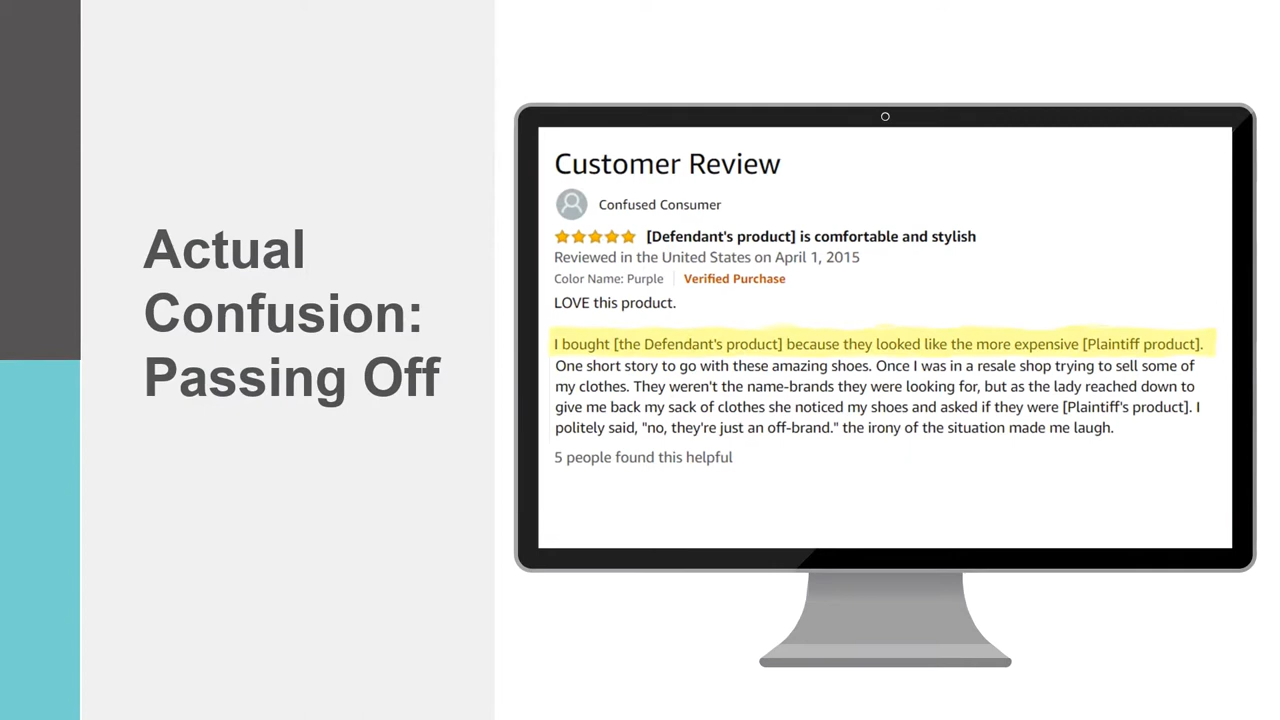 Actual
Confusion:
Passing Off
Customer Review
Confused Consumer
[Defendant's product] is comfortable and stylish
Reviewed in the United States on April 1, 2015
Color Name: Purple Verified Purchase
LOVE this product.
I bought [the Defendant's product] because they looked like the more expensive [Plaintiff product].
One short story to go with these amazing shoes. Once I was in a resale shop trying to sell some of
my clothes. They weren't the name-brands they were looking for, but as the lady reached down to
give me back my sack of clothes she noticed my shoes and asked if they were [Plaintiff's product]. I
politely said, "no, they're just an off-brand." the irony of the situation made me laugh.
5 people found this helpful